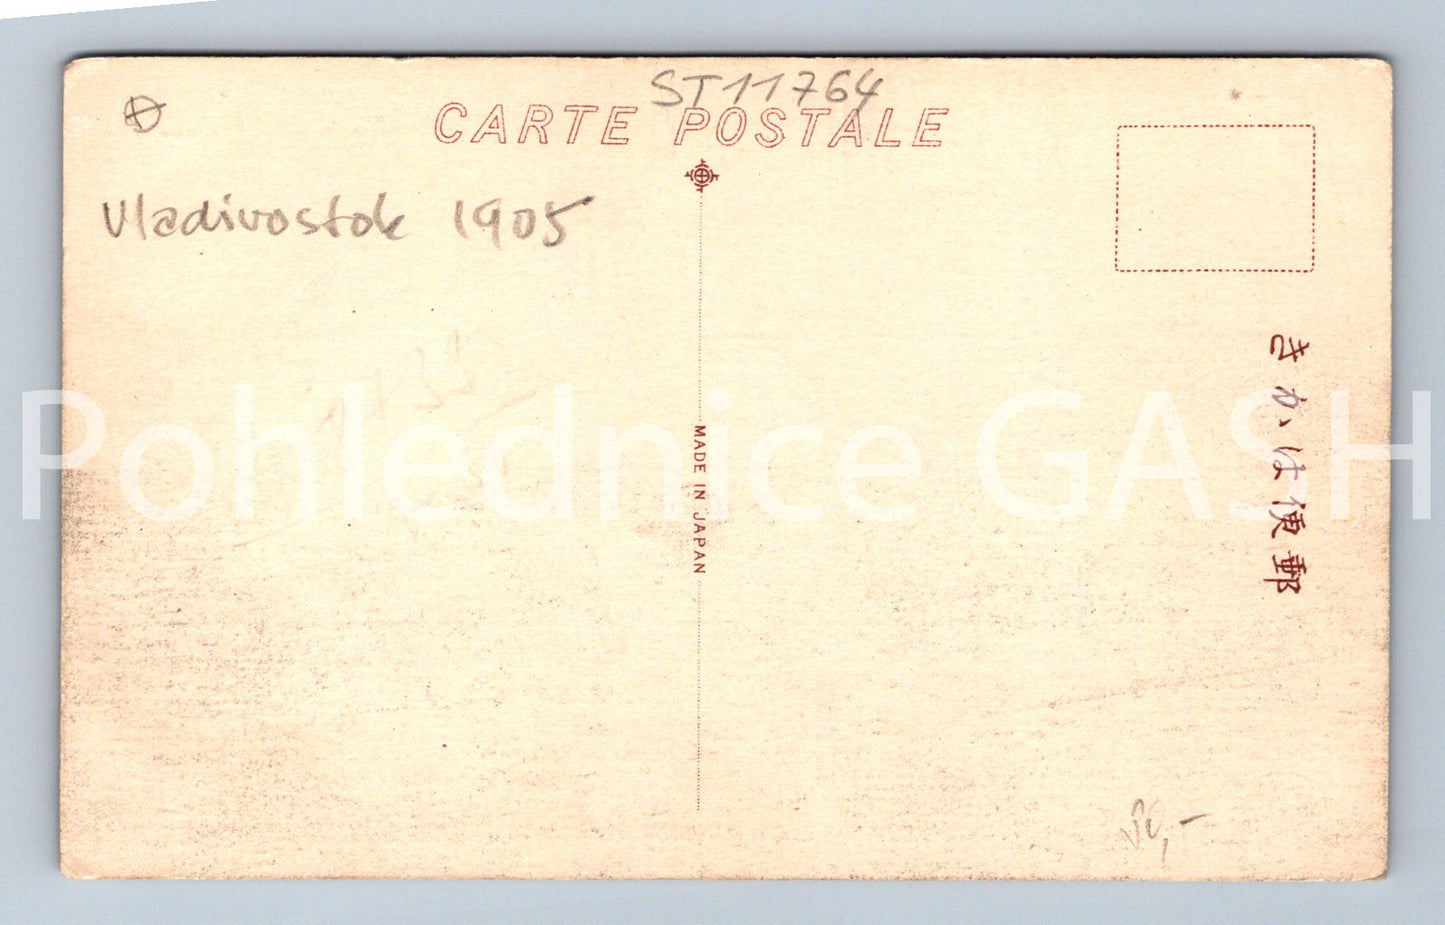 ST11764
CARTE POSTALE
Vladivostok 1905
MADE IN JAPAN
きかは便郵
Pohlednice GASH